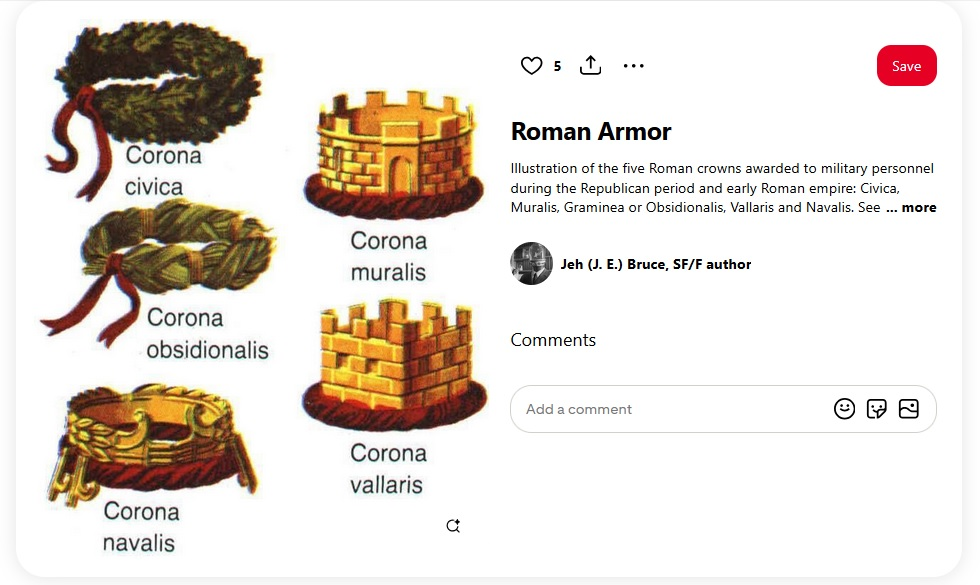 Corona
civica
Corona
obsidionalis
Corona
navalis
Corona
muralis
Corona
vallaris
5
Save
Roman Armor
Illustration of the five Roman crowns awarded to military personnel
during the Republican period and early Roman empire: Civica,
Muralis, Graminea or Obsidionalis, Vallaris and Navalis. See ... more
Jeh (J. E.) Bruce, SF/F author
Comments
Add a comment